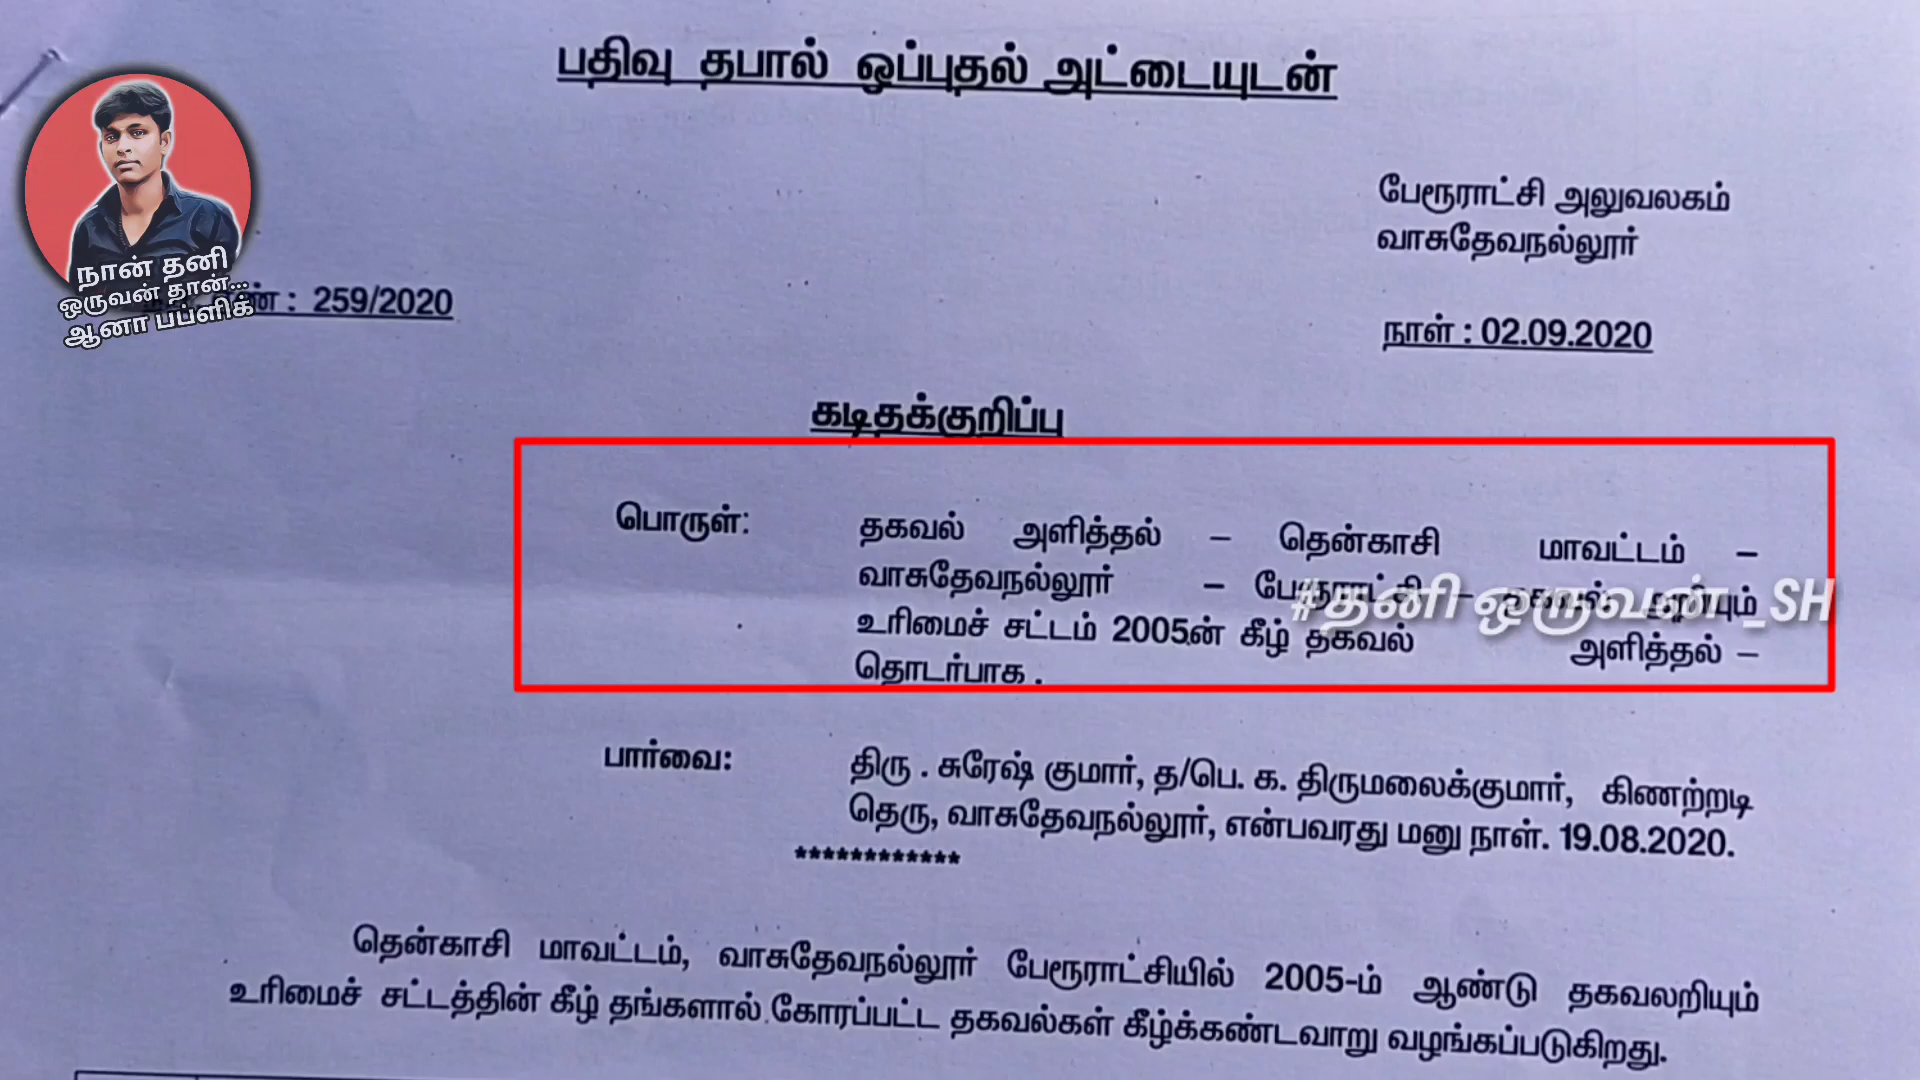 பதிவு தபால் ஒப்புதல் அட்டையுடன்
பேரூராட்சி அலுவலகம்
வாசுதேவநல்லூர்
நான் தனி
ஒருவன் தான்...
ஆனா பப்ளிக்
259/2020
நாள் : 02.09.2020
கடிதக்குறிப்பு
பொருள்: தகவல் அளித்தல் – தென்காசி மாவட்டம் –
வாசுதேவநல்லூர் – பேரூராட்சி –
#தனி ஒருவன்_SH
உரிமைச் சட்டம் 2005ன் கீழ் தகவல் அளித்தல் –
தொடர்பாக .
பார்வை: திரு . சுரேஷ் குமார், த/பெ. க. திருமலைக்குமார், கிணற்றடி
தெரு, வாசுதேவநல்லூர், என்பவரது மனு நாள். 19.08.2020.
************
தென்காசி மாவட்டம், வாசுதேவநல்லூர் பேரூராட்சியில் 2005-ம் ஆண்டு தகவலறியும்
உரிமைச் சட்டத்தின் கீழ் தங்களால் கோரப்பட்ட தகவல்கள் கீழ்க்கண்டவாறு வழங்கப்படுகிறது.